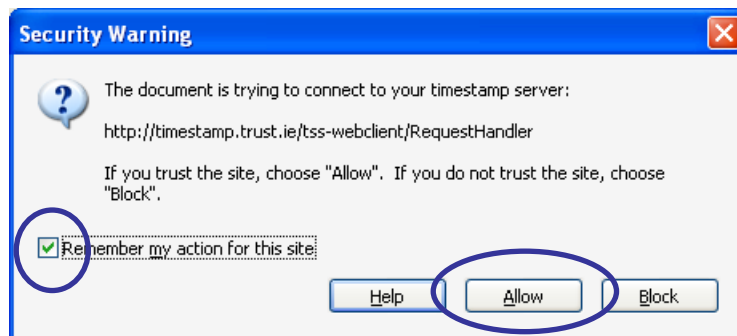 Security Warning
The document is trying to connect to your timestamp server:
http://timestamp.trust.ie/tss-webclient/RequestHandler
If you trust the site, choose "Allow". If you do not trust the site, choose
"Block".
Remember my action for this site
Help Allow Block